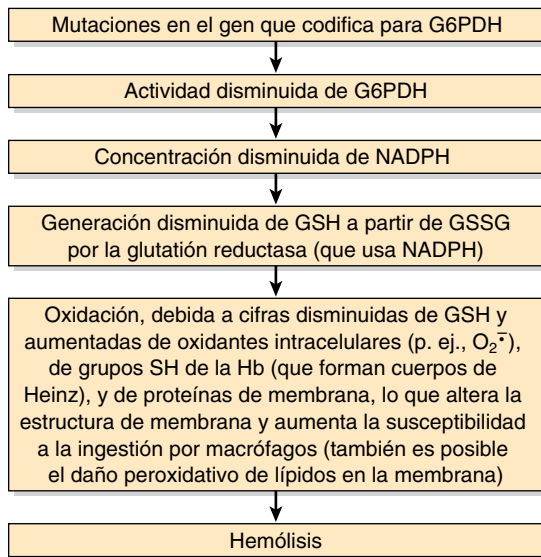 Mutaciones en el gen que codifica para G6PDH
Actividad disminuida de G6PDH
Concentración disminuida de NADPH
Generación disminuida de GSH a partir de GSSG
por la glutatión reductasa (que usa NADPH)
Oxidación, debida a cifras disminuidas de GSH y
aumentadas de oxidantes intracelulares (p. ej., O₂⁻•),
de grupos SH de la Hb (que forman cuerpos de
Heinz), y de proteínas de membrana, lo que altera la
estructura de membrana y aumenta la susceptibilidad
a la ingestión por macrófagos (también es posible
el daño peroxidativo de lípidos en la membrana)
Hemólisis